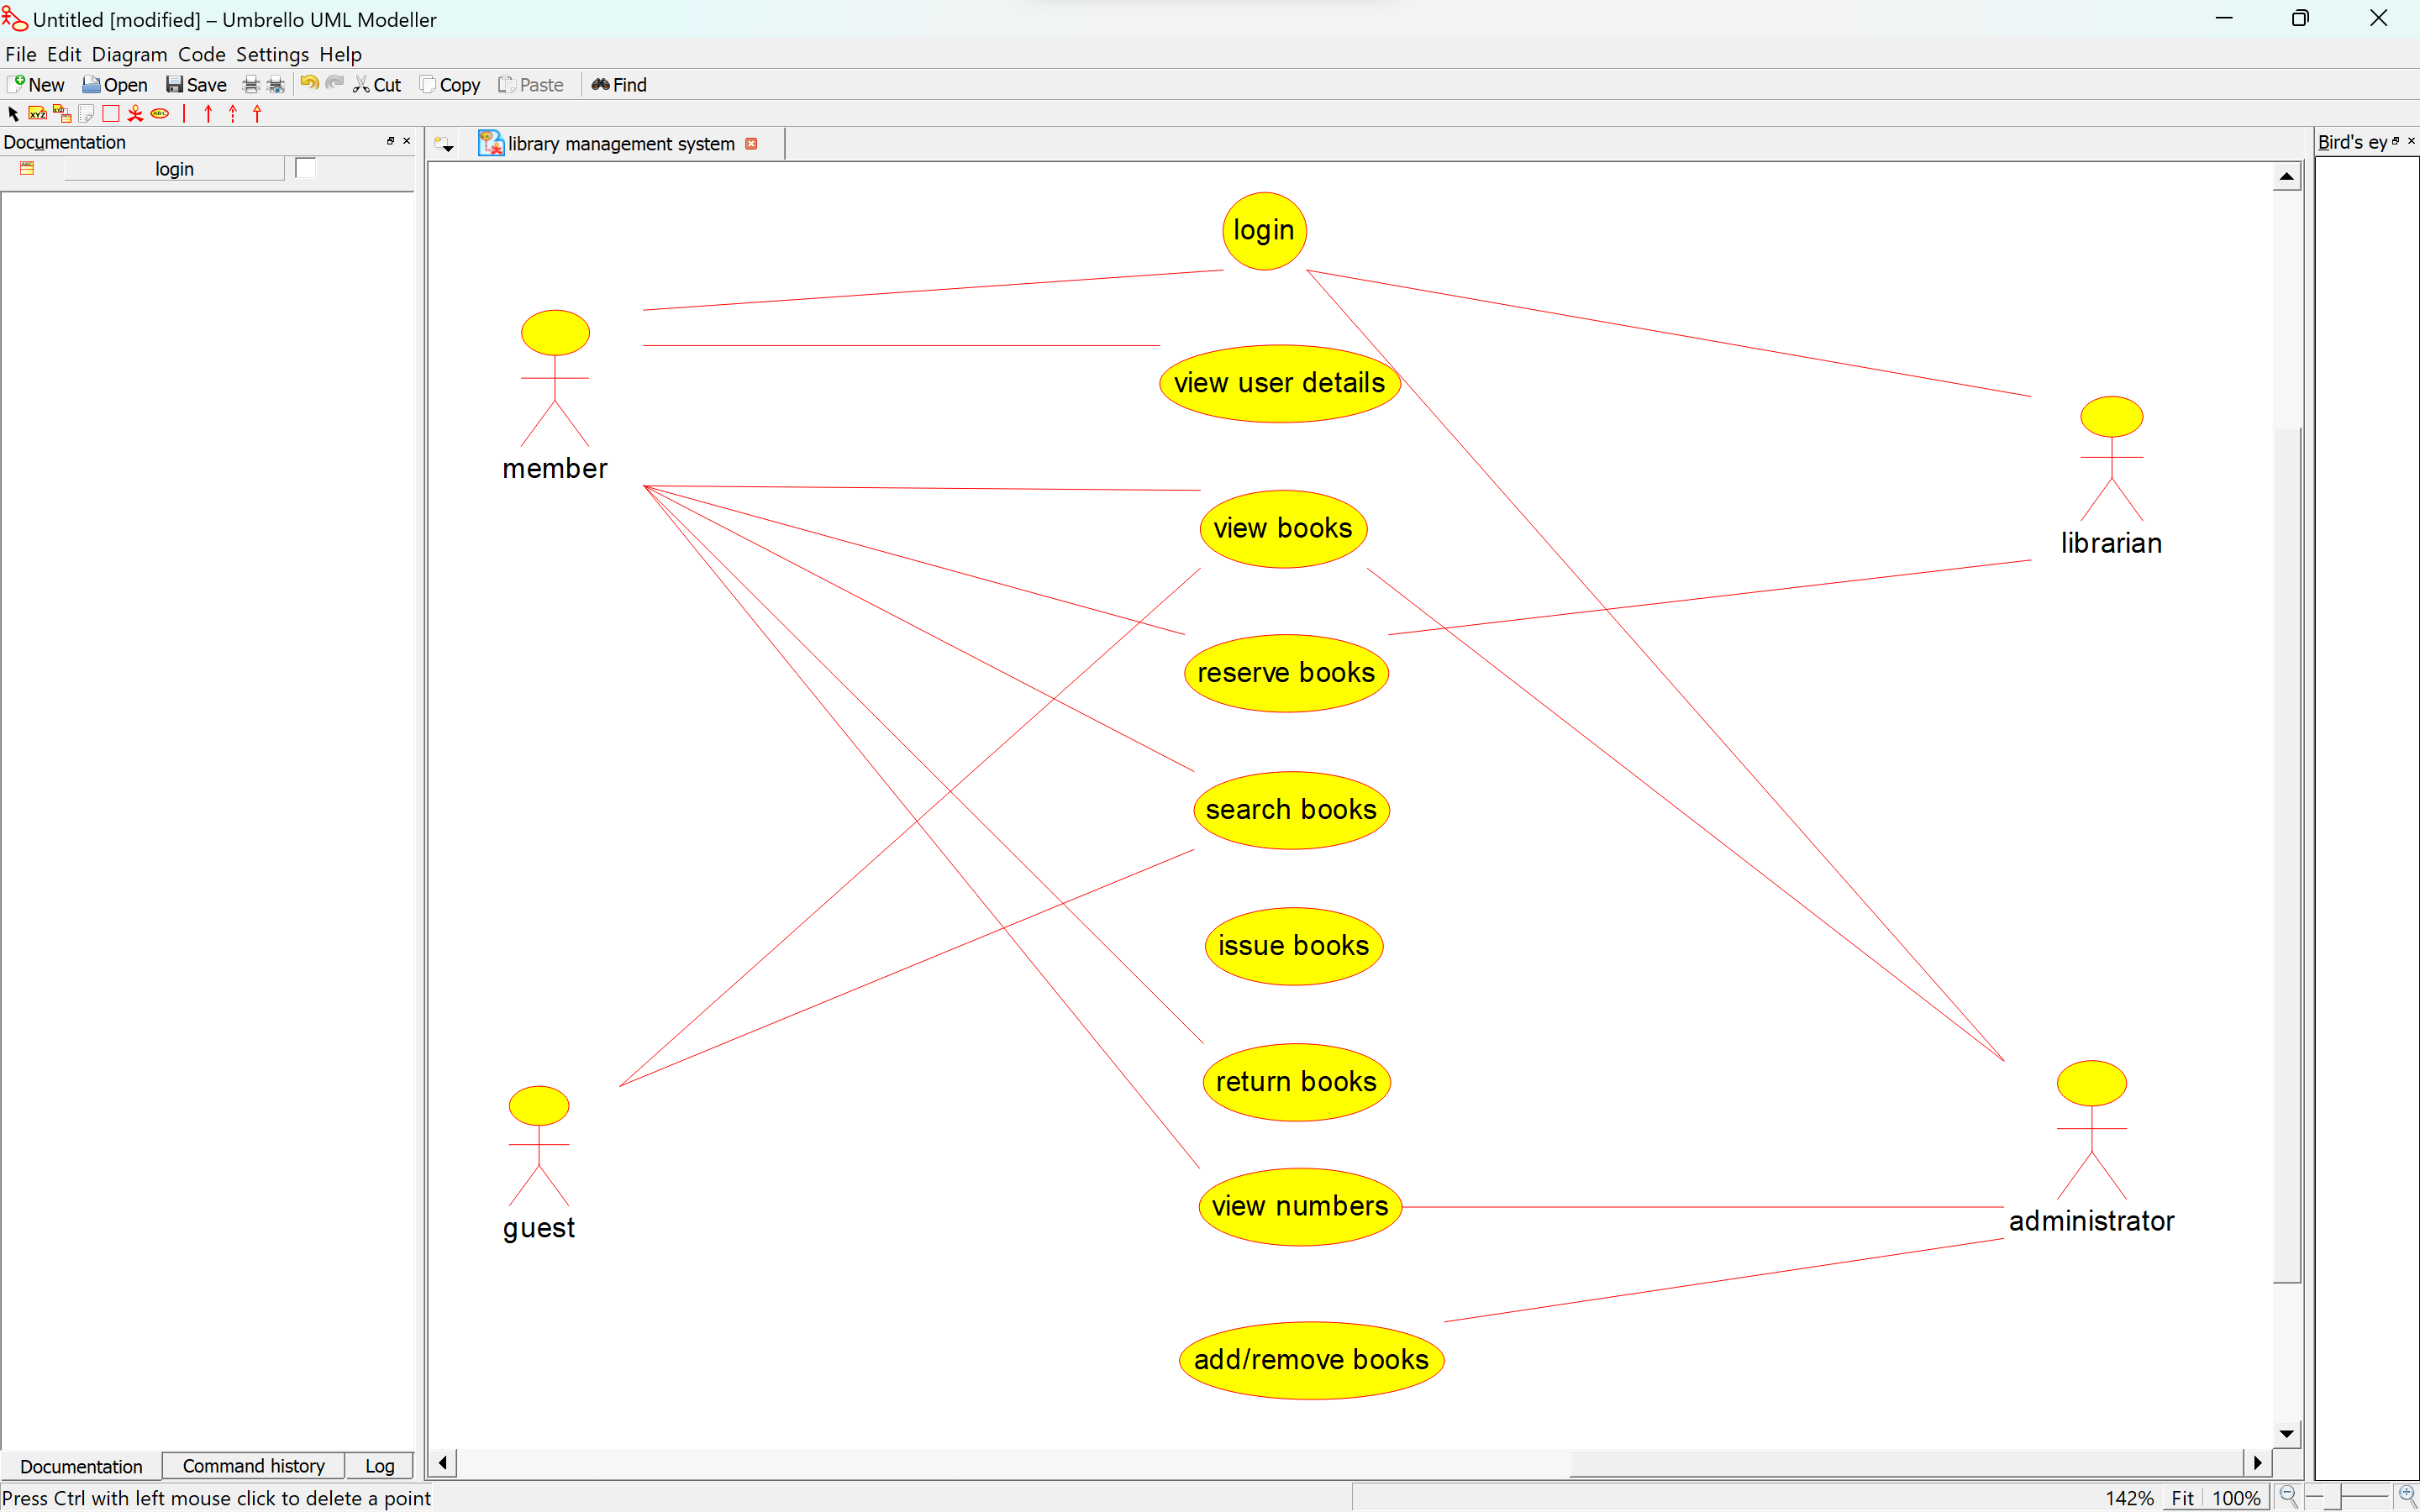 Untitled [modified] – Umbrello UML Modeller
File Edit Diagram Code Settings Help
New Open Save Cut Copy Paste Find
Documentation
login
library management system
Bird's ey
login
view user details
member
view books
librarian
reserve books
search books
issue books
return books
view numbers
guest
administrator
add/remove books
Documentation Command history Log
Press Ctrl with left mouse click to delete a point
142% Fit 100%